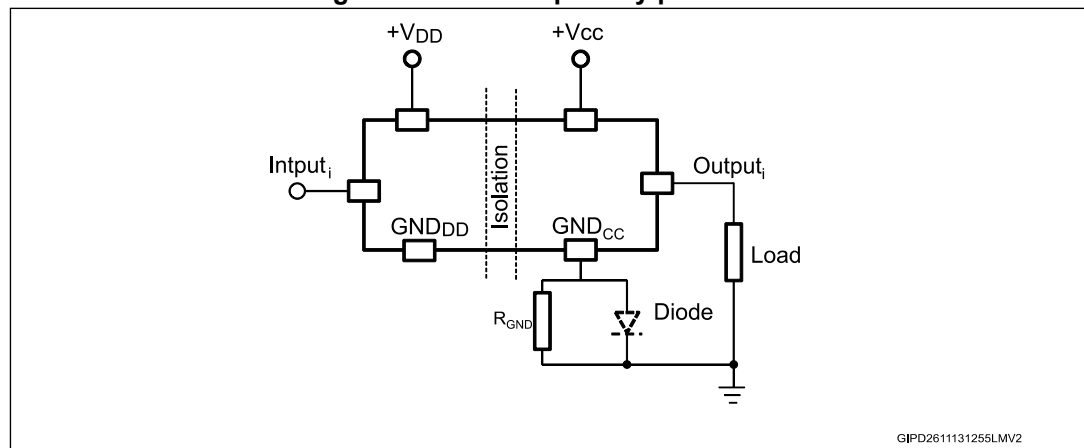 +VDD
+Vcc
Intputi
Isolation
Outputi
GNDDD
GNDCC
Load
RGND
Diode
GIPD2611131255LMV2